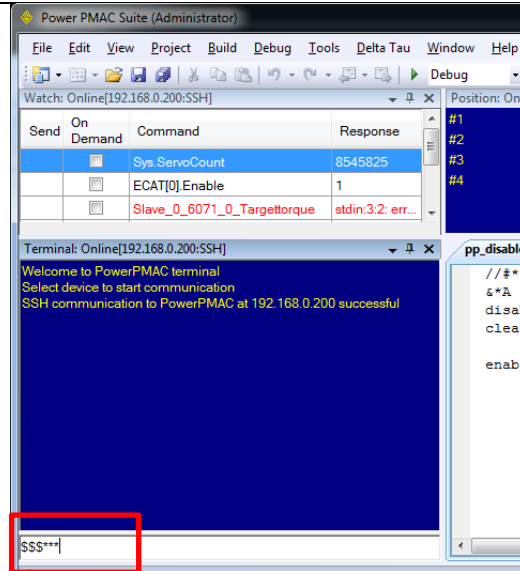 Power PMAC Suite (Administrator)
File Edit View Project Build Debug Tools Delta Tau Window Help
Debug
Watch: Online[192.168.0.200:SSH]
Position: On
Send On Demand Command Response
Sys.ServoCount 8545825
ECAT[0].Enable 1
Slave_0_6071_0_Targettorque stdin:3:2: err...
#1
#2
#3
#4
Terminal: Online[192.168.0.200:SSH]
Welcome to PowerPMAC terminal
Select device to start communication
SSH communication to PowerPMAC at 192.168.0.200 successful
$$$***
pp_disabl
//#*
&*A
disa
clea
enab